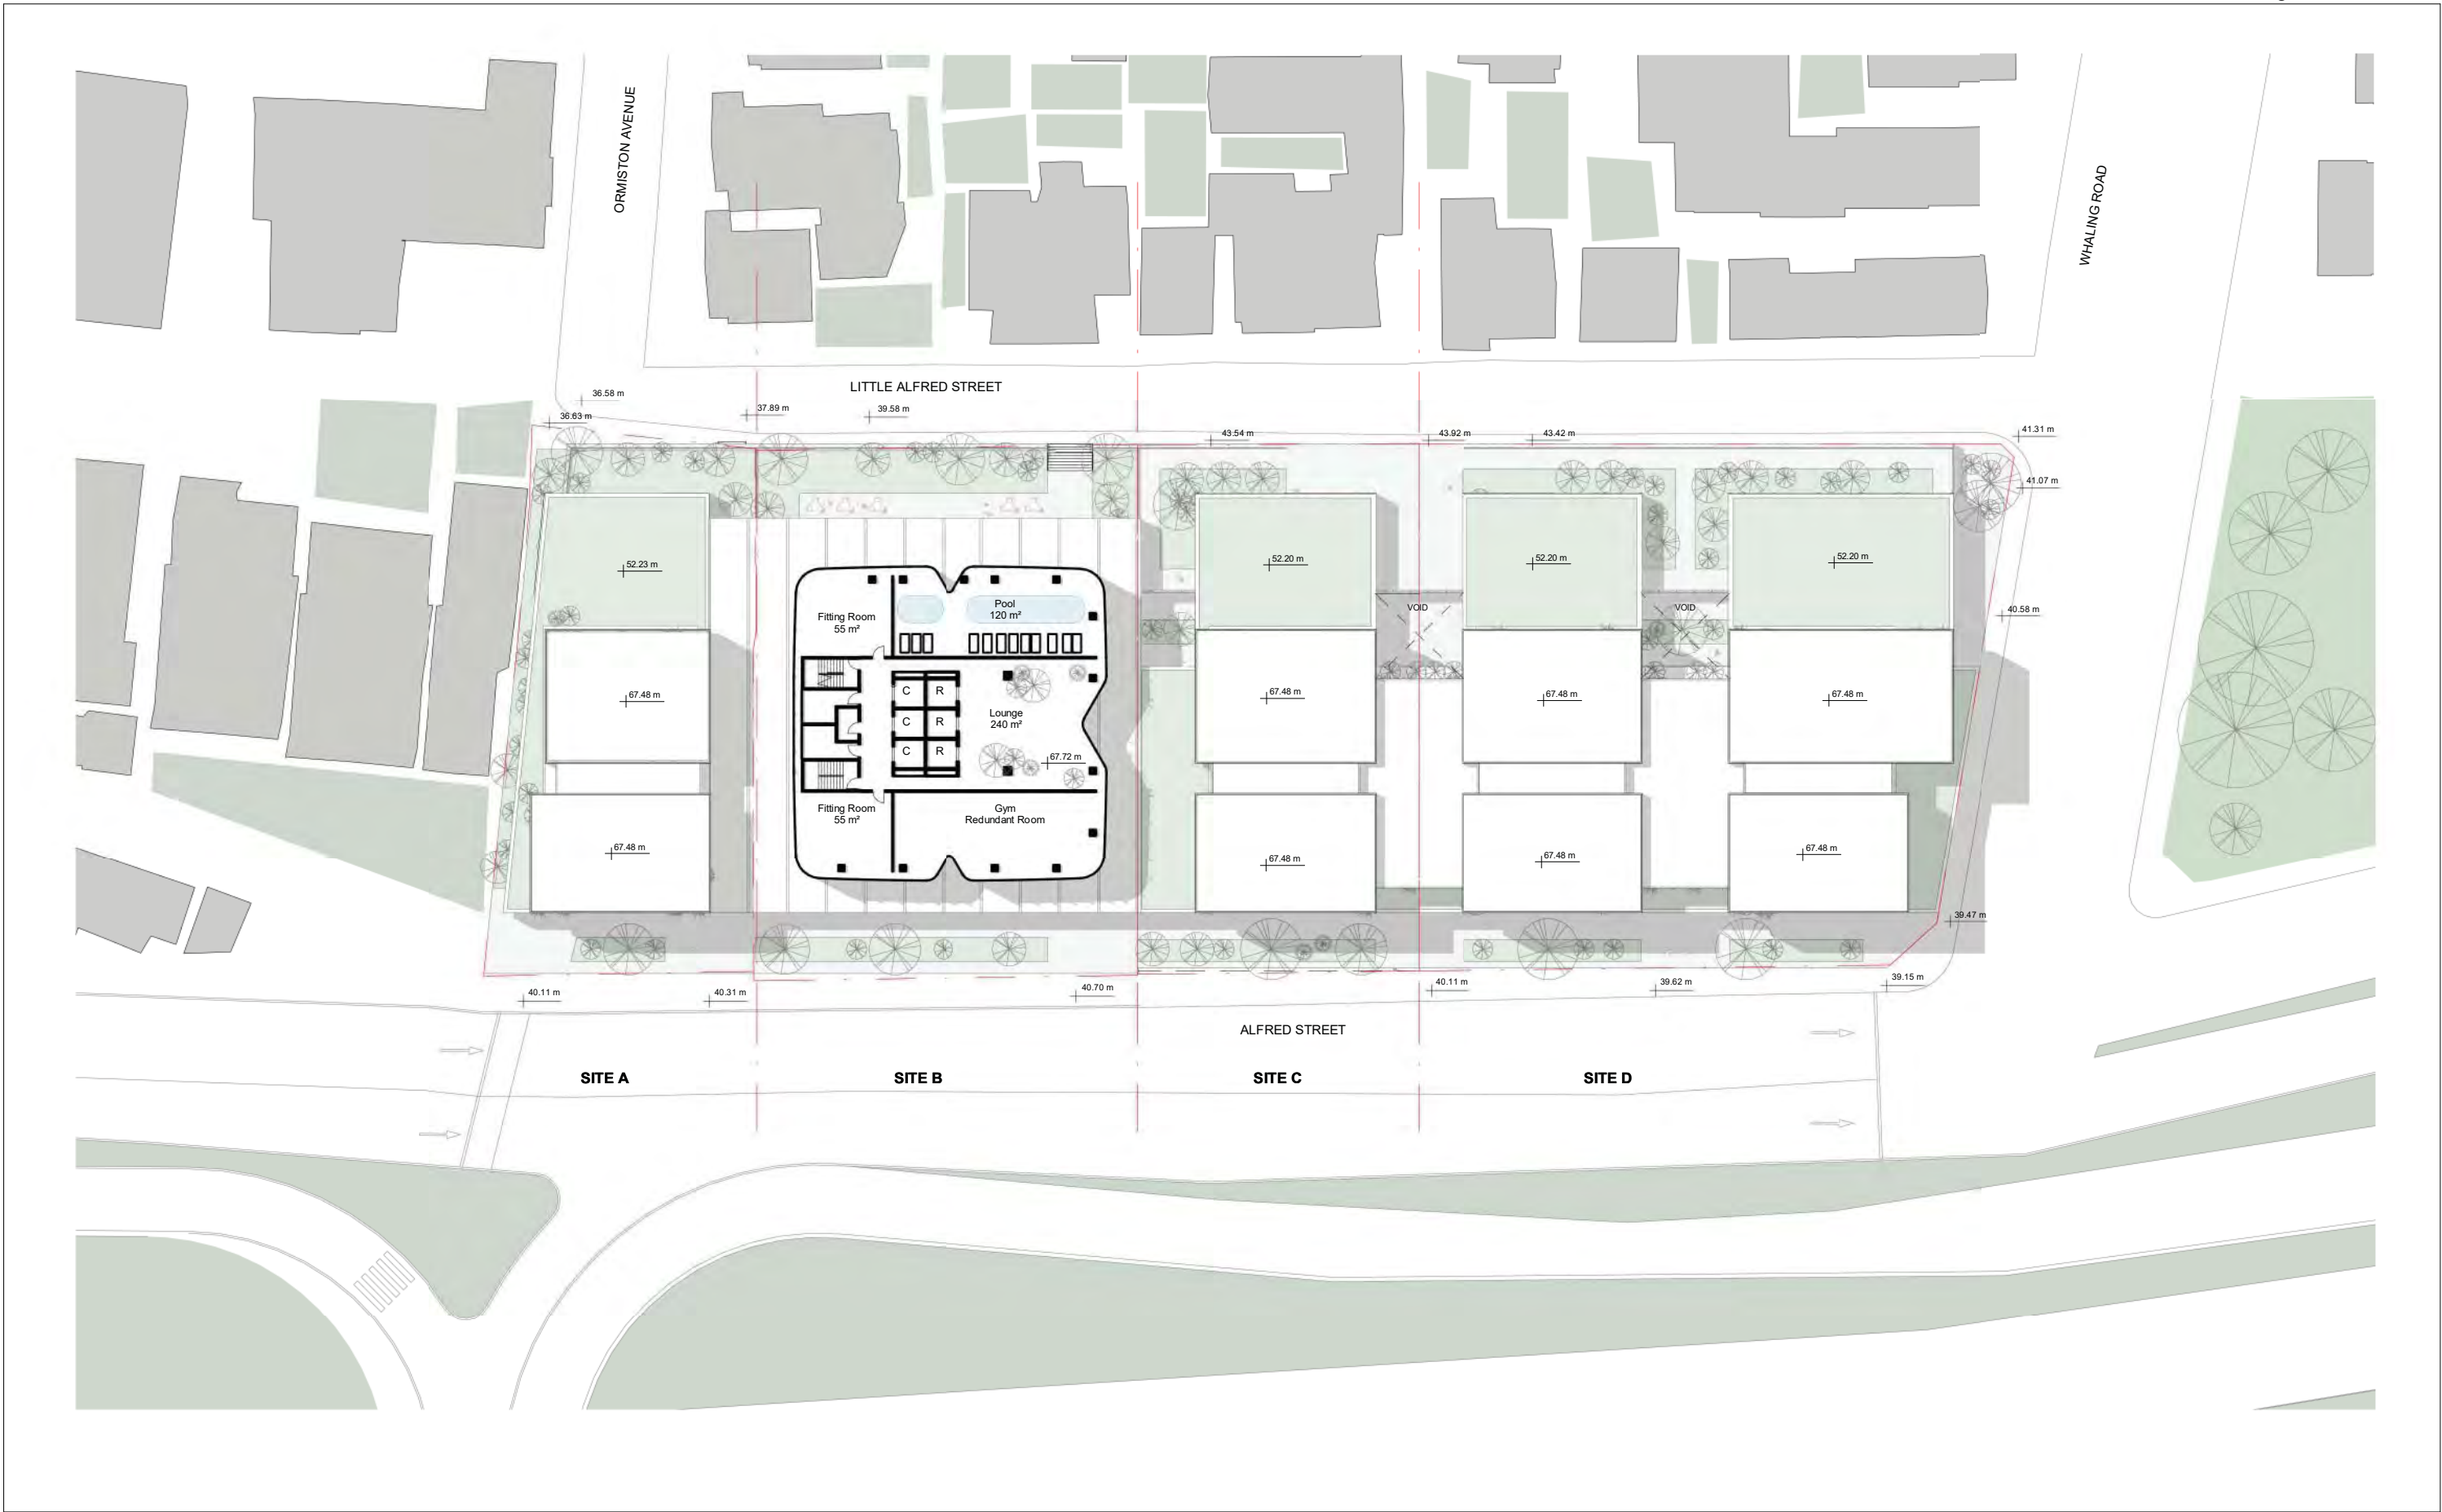 ORMISTON AVENUE
WHALING ROAD
LITTLE ALFRED STREET
36.58 m
36.63 m
37.89 m
39.58 m
43.54 m
43.92 m
43.42 m
41.31 m
41.07 m
40.58 m
52.23 m
52.20 m
52.20 m
52.20 m
Fitting Room
55 m²
Pool
120 m²
VOID
VOID
67.48 m
C
R
C
R
C
R
Lounge
240 m²
67.72 m
67.48 m
67.48 m
67.48 m
Fitting Room
55 m²
Gym
Redundant Room
67.48 m
67.48 m
67.48 m
67.48 m
39.47 m
40.11 m
40.31 m
40.70 m
40.11 m
39.62 m
39.15 m
ALFRED STREET
SITE A
SITE B
SITE C
SITE D